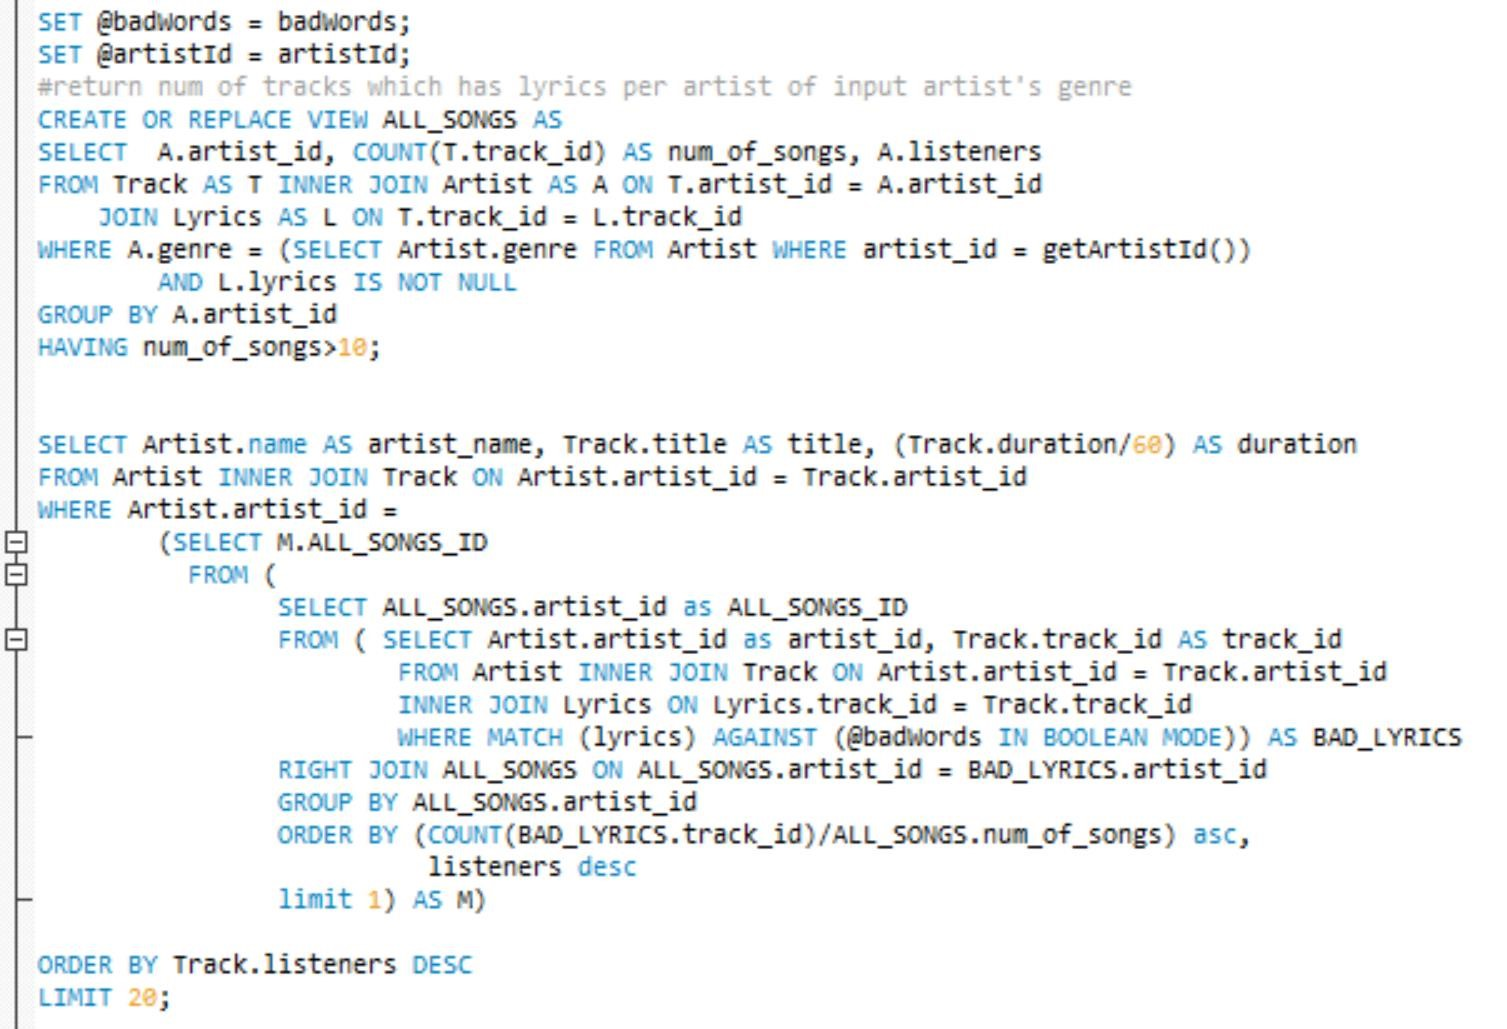 SET @badWords = badWords;
SET @artistId = artistId;
#return num of tracks which has lyrics per artist of input artist's genre
CREATE OR REPLACE VIEW ALL_SONGS AS
SELECT  A.artist_id, COUNT(T.track_id) AS num_of_songs, A.listeners
FROM Track AS T INNER JOIN Artist AS A ON T.artist_id = A.artist_id
    JOIN Lyrics AS L ON T.track_id = L.track_id
WHERE A.genre = (SELECT Artist.genre FROM Artist WHERE artist_id = getArtistId())
        AND L.lyrics IS NOT NULL
GROUP BY A.artist_id
HAVING num_of_songs>10;
SELECT Artist.name AS artist_name, Track.title AS title, (Track.duration/60) AS duration
FROM Artist INNER JOIN Track ON Artist.artist_id = Track.artist_id
WHERE Artist.artist_id =
        (SELECT M.ALL_SONGS_ID
          FROM (
                SELECT ALL_SONGS.artist_id as ALL_SONGS_ID
                FROM ( SELECT Artist.artist_id as artist_id, Track.track_id AS track_id
                        FROM Artist INNER JOIN Track ON Artist.artist_id = Track.artist_id
                        INNER JOIN Lyrics ON Lyrics.track_id = Track.track_id
                        WHERE MATCH (lyrics) AGAINST (@badWords IN BOOLEAN MODE)) AS BAD_LYRICS
                RIGHT JOIN ALL_SONGS ON ALL_SONGS.artist_id = BAD_LYRICS.artist_id
                GROUP BY ALL_SONGS.artist_id
                ORDER BY (COUNT(BAD_LYRICS.track_id)/ALL_SONGS.num_of_songs) asc,
                          listeners desc
                limit 1) AS M)
ORDER BY Track.listeners DESC
LIMIT 20;